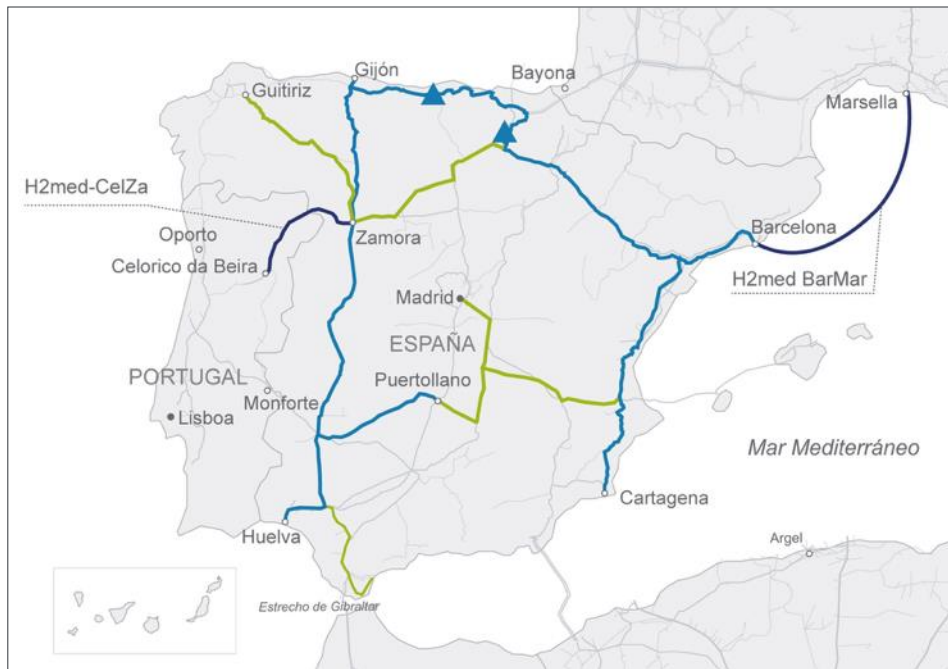 Gijón
Bayona
Guitiriz
Marsella
H2med-CelZa
Oporto
Zamora
Barcelona
Celorico da Beira
H2med BarMar
Madrid
ESPAÑA
PORTUGAL
Puertollano
Monforte
Lisboa
Mar Mediterráneo
Cartagena
Huelva
Argel
Estrecho de Gibraltar